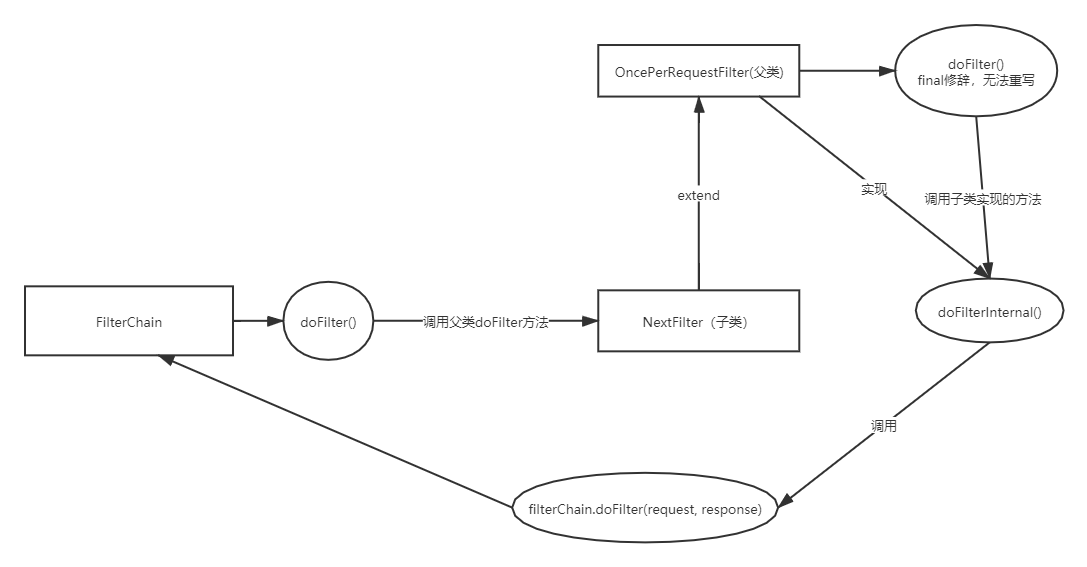 OncePerRequestFilter(父类)
doFilter()
final修辞，无法重写
extend
实现
调用子类实现的方法
FilterChain
doFilter()
调用父类doFilter方法
NextFilter（子类）
doFilterInternal()
调用
filterChain.doFilter(request, response)